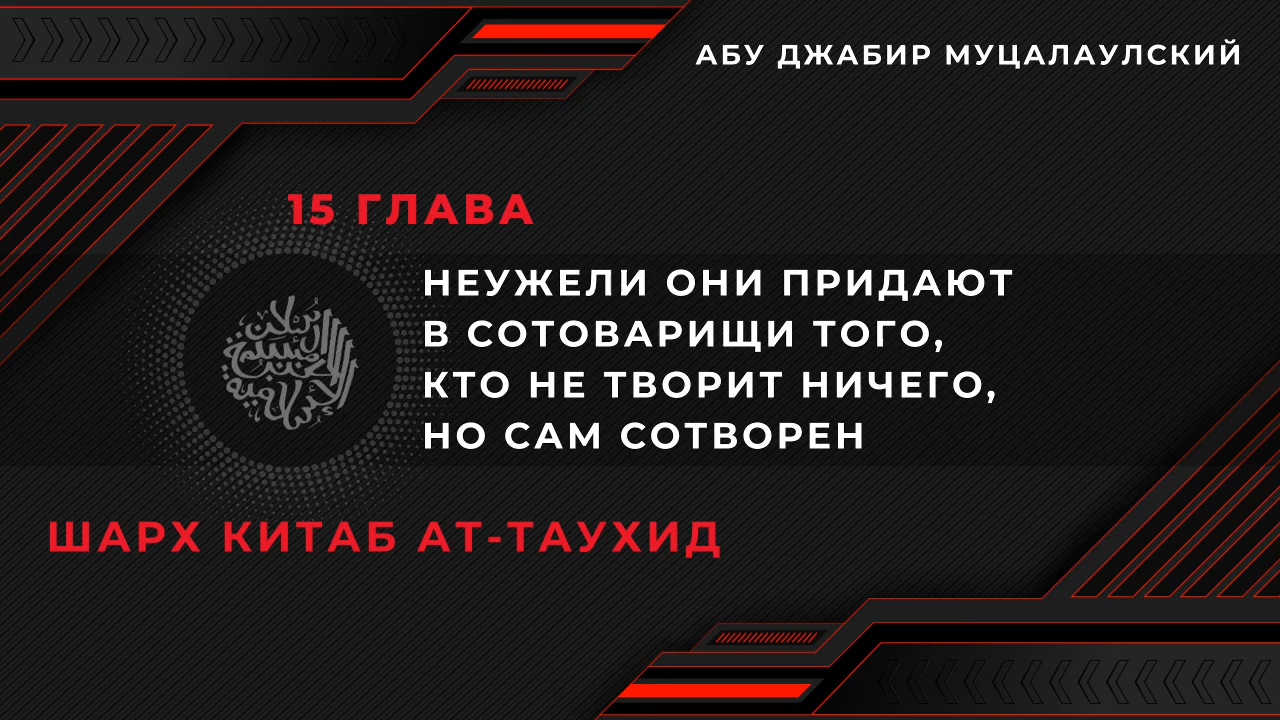 АБУ ДЖАБИР МУЦАЛАУЛСКИЙ
15 ГЛАВА
НЕУЖЕЛИ ОНИ ПРИДАЮТ
В СОТОВАРИЩИ ТОГО,
КТО НЕ ТВОРИТ НИЧЕГО,
НО САМ СОТВОРЕН
ШАРХ КИТАБ АТ-ТАУХИД